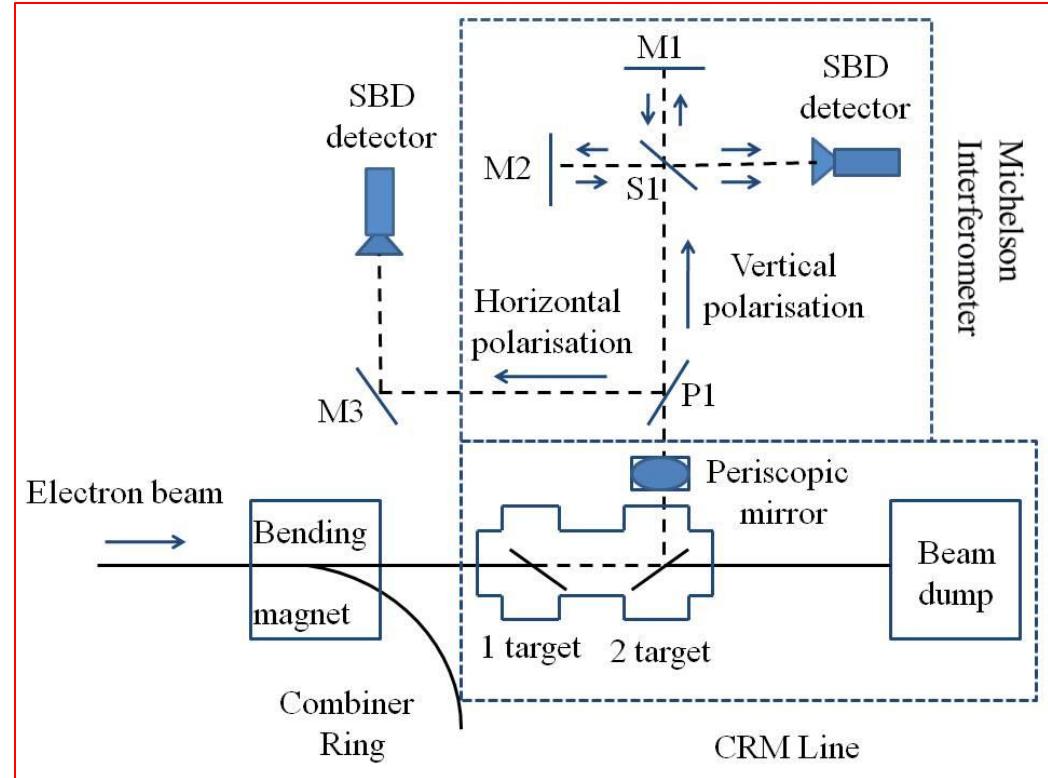 M1
SBD
detector
SBD
detector
M2
S1
Michelson
Interferometer
Vertical
polarisation
Horizontal
polarisation
M3
P1
Electron beam
Periscopic
mirror
Bending
magnet
Beam
dump
1 target
2 target
Combiner
Ring
CRM Line